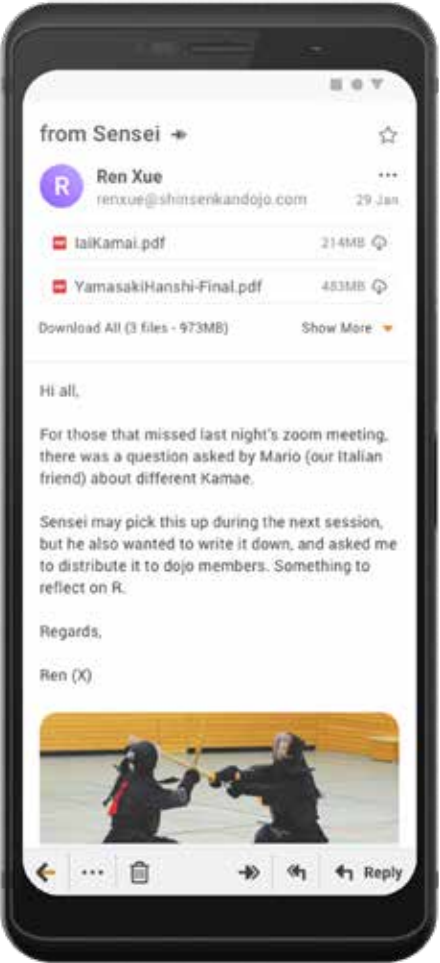 from Sensei
R
Ren Xue
renxue@shinsenkandojo.com
29 Jan
IaiKamai.pdf 214MB
YamasakiHanshi-Final.pdf 483MB
Download All (3 files - 973MB) Show More
Hi all,
For those that missed last night's zoom meeting,
there was a question asked by Mario (our Italian
friend) about different Kamae.
Sensei may pick this up during the next session,
but he also wanted to write it down, and asked me
to distribute it to dojo members. Something to
reflect on R.
Regards,
Ren (X)
Reply